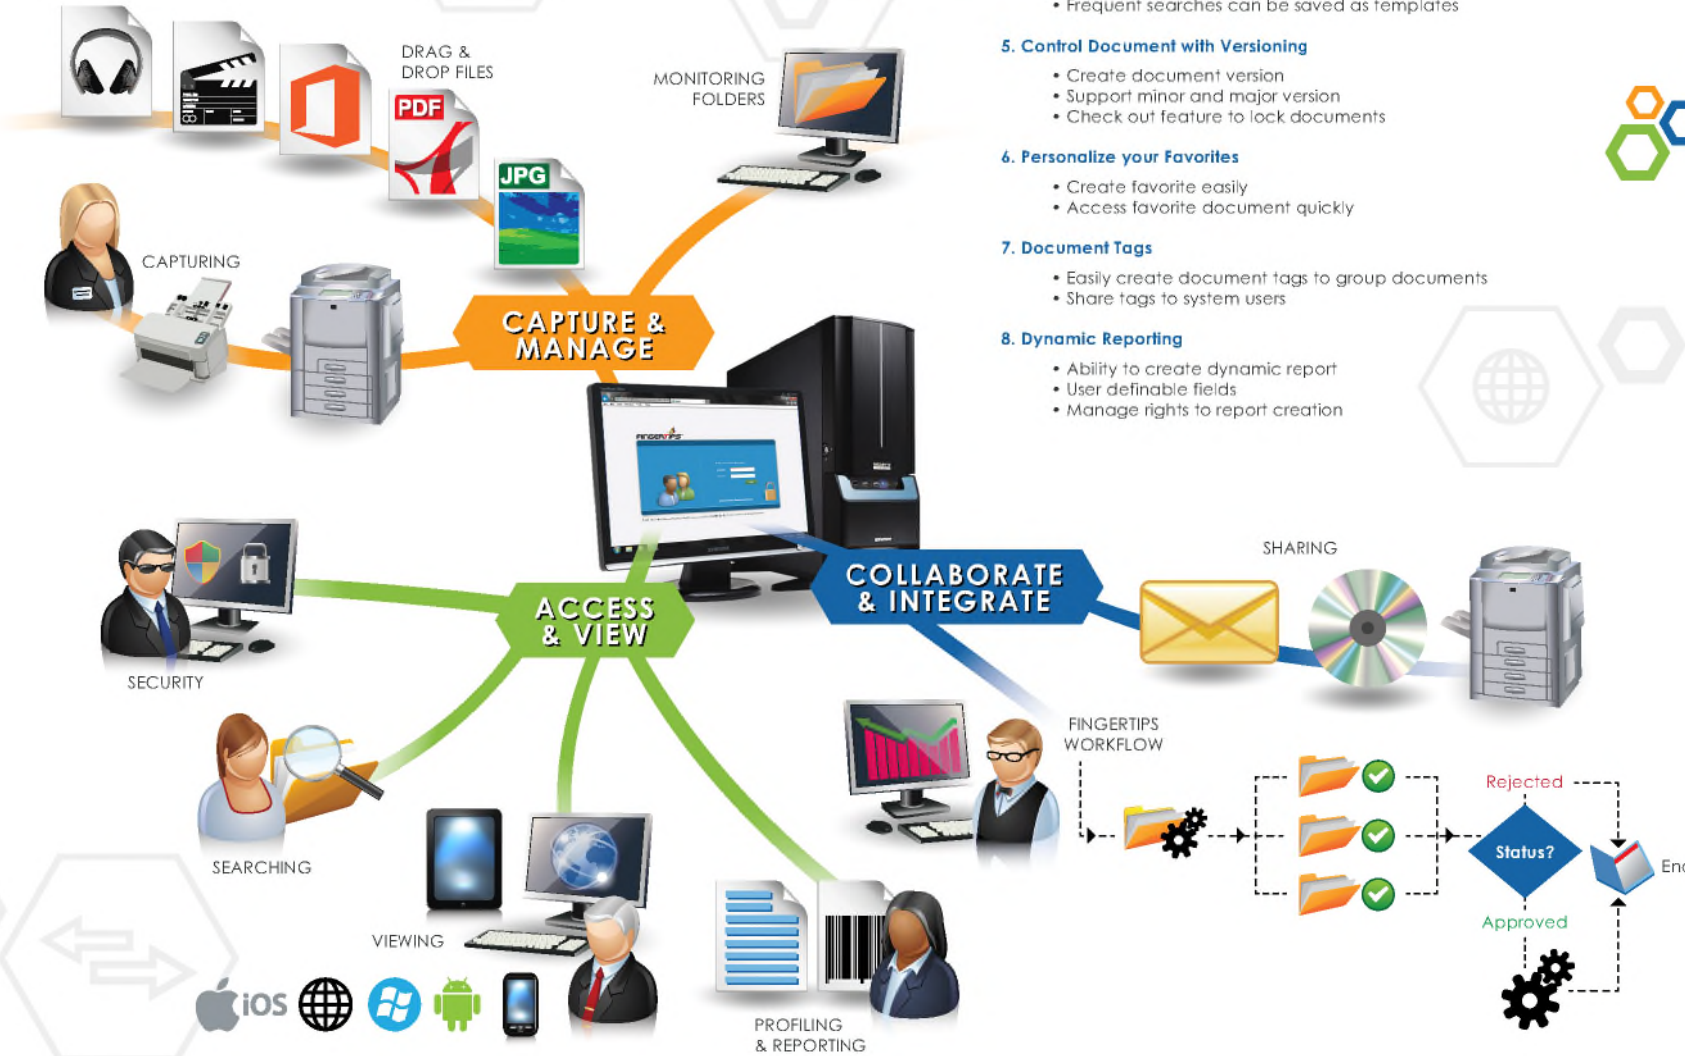 • Frequent searches can be saved as templates
5. Control Document with Versioning
• Create document version
• Support minor and major version
• Check out feature to lock documents
6. Personalize your Favorites
• Create favorite easily
• Access favorite document quickly
7. Document Tags
• Easily create document tags to group documents
• Share tags to system users
8. Dynamic Reporting
• Ability to create dynamic report
• User definable fields
• Manage rights to report creation
DRAG &
DROP FILES
PDF
JPG
MONITORING
FOLDERS
CAPTURING
CAPTURE &
MANAGE
FINGERTIPS
SECURITY
ACCESS
& VIEW
COLLABORATE
& INTEGRATE
SHARING
SEARCHING
VIEWING
iOS
PROFILING
& REPORTING
FINGERTIPS
WORKFLOW
Rejected
Status?
Approved